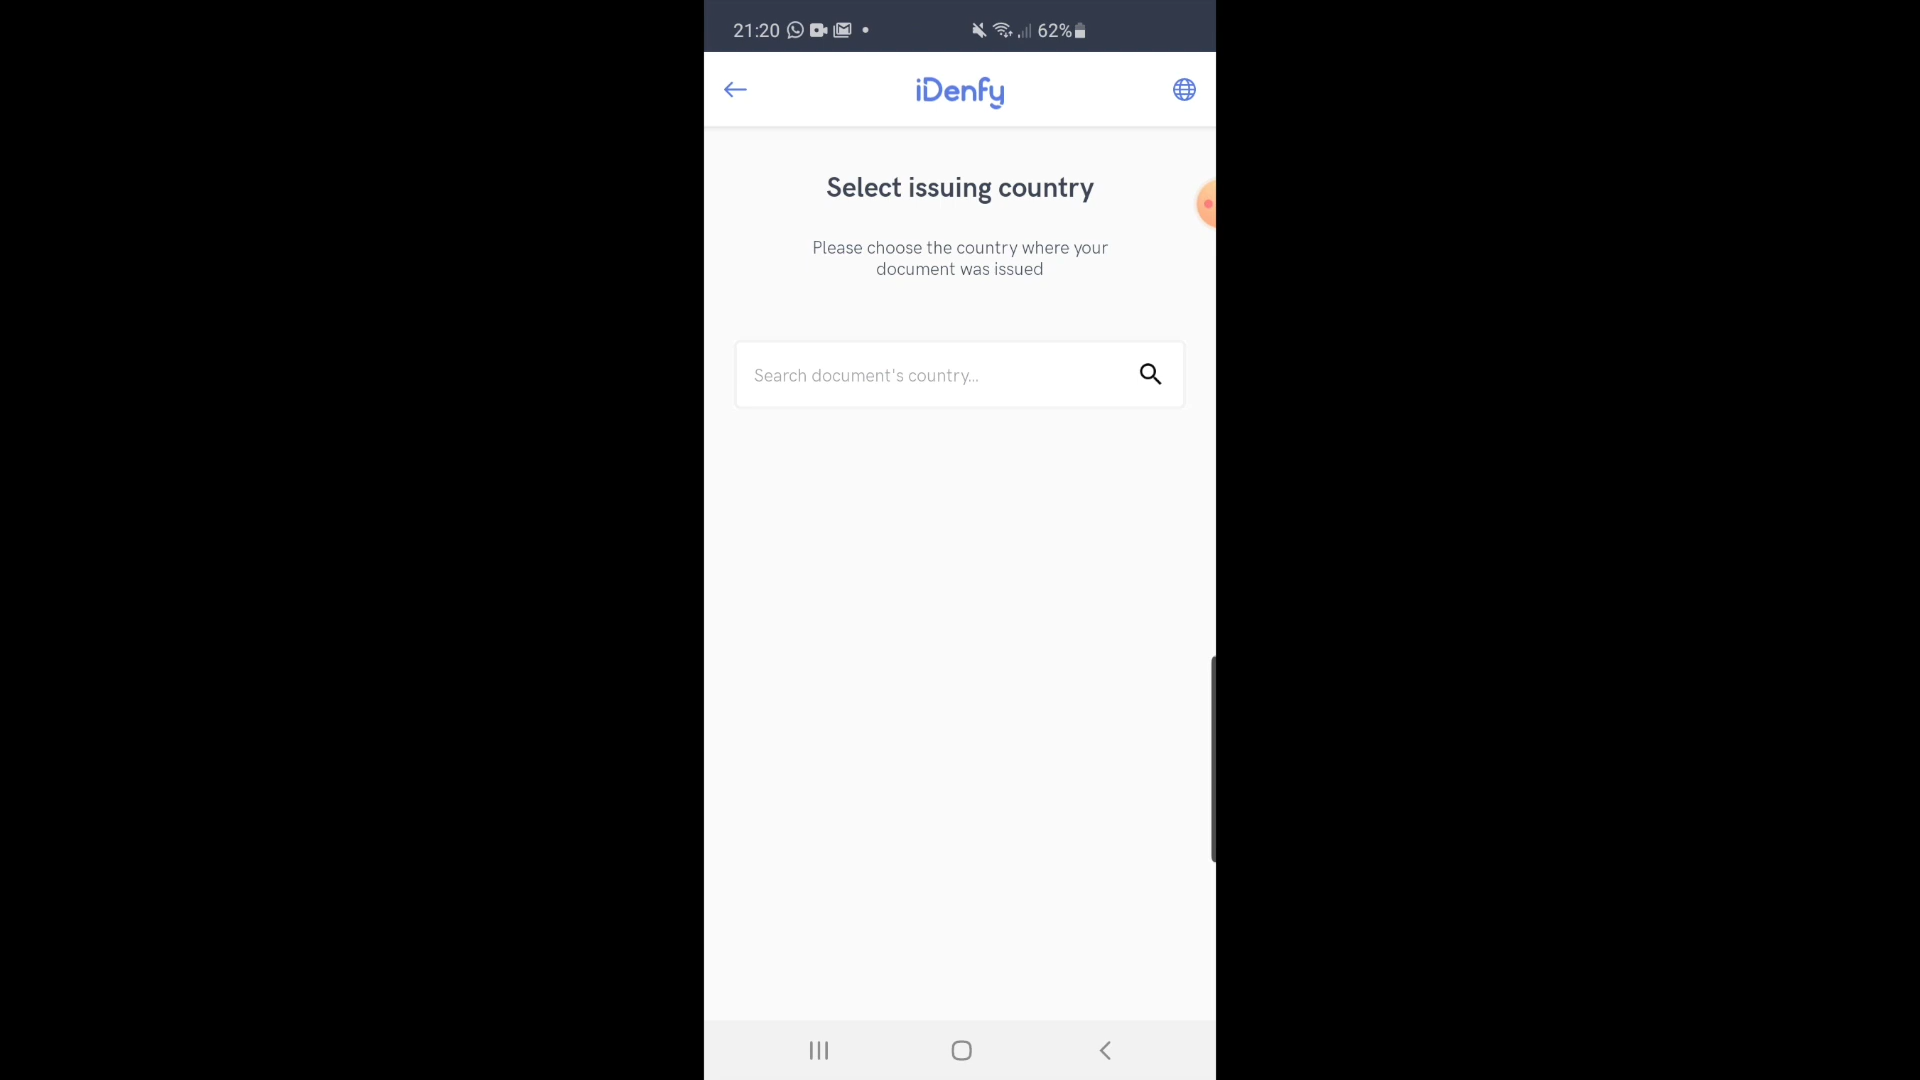 21:20
62%
iDenfy
Select issuing country
Please choose the country where your
document was issued
Search document's country...